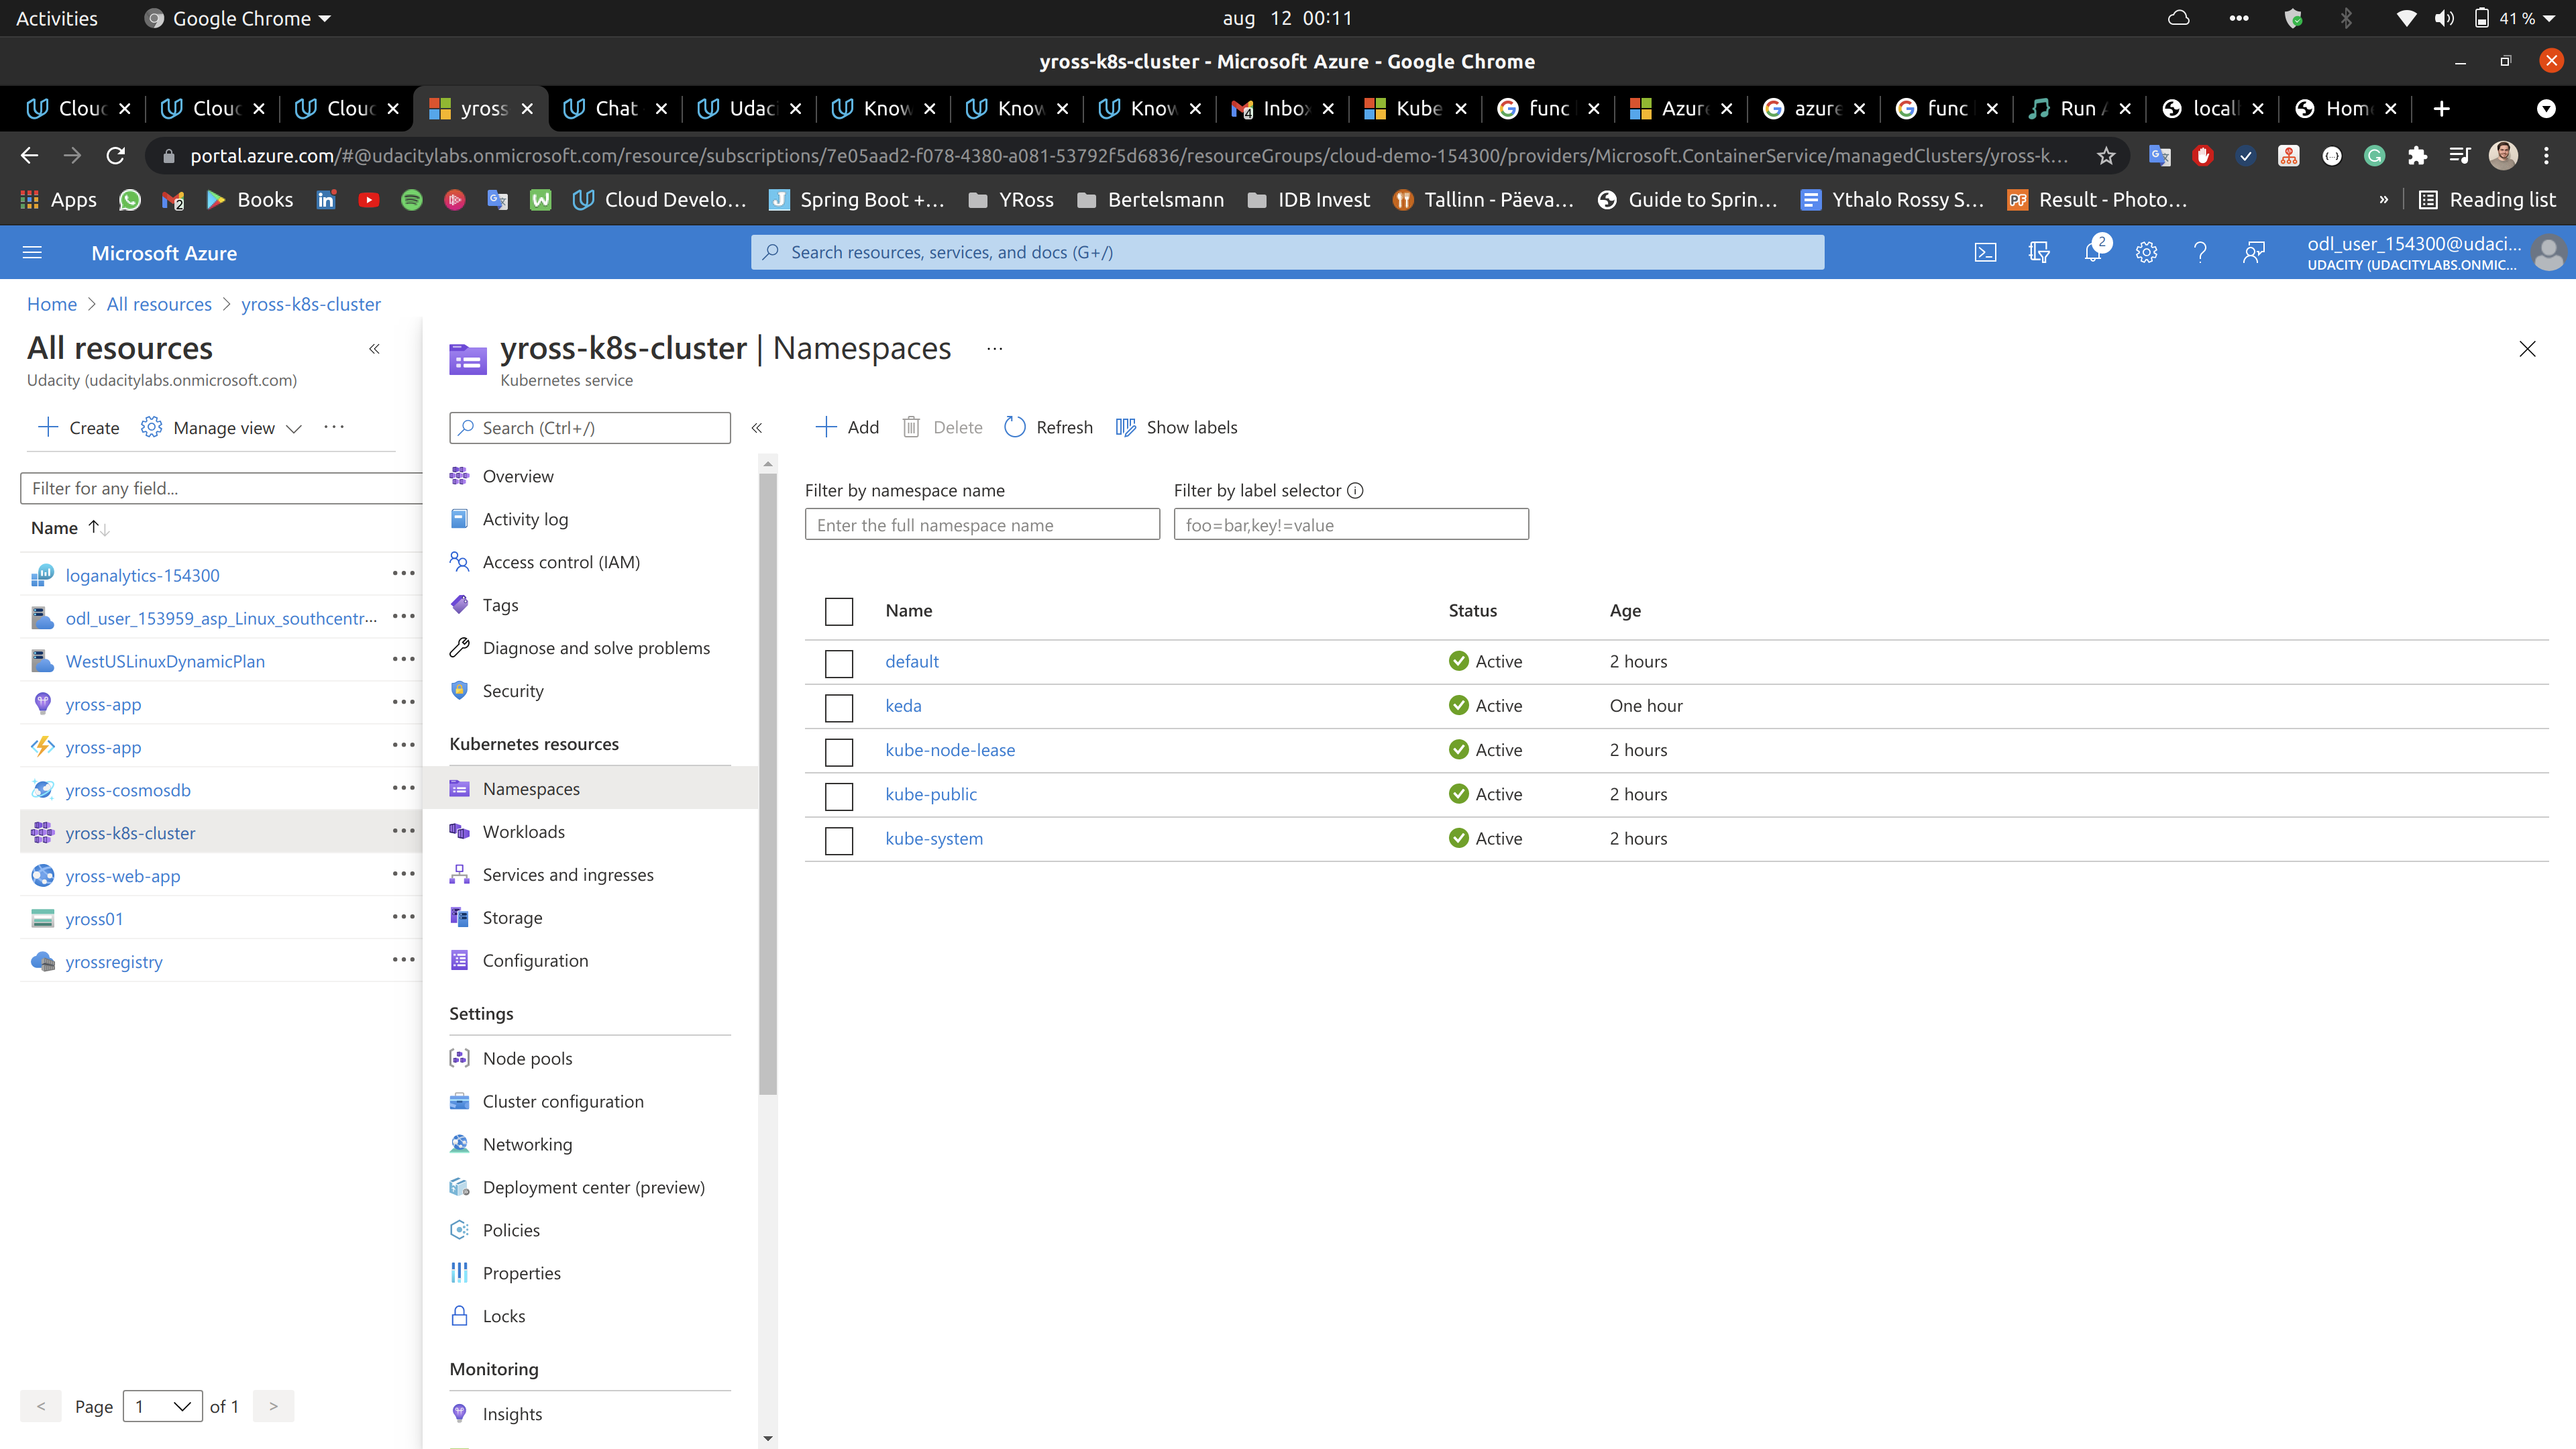 Activities
Google Chrome
aug 12 00:11
41 %
yross-k8s-cluster - Microsoft Azure - Google Chrome
Clou
Clou
Clou
yross
Chat
Udaci
Know
Know
Know
Inbox
Kube
func
Azure
azure
func
Run A
locall
Home
portal.azure.com/#@udacitylabs.onmicrosoft.com/resource/subscriptions/7e05aad2-f078-4380-a081-53792f5d6836/resourceGroups/cloud-demo-154300/providers/Microsoft.ContainerService/managedClusters/yross-k...
Apps
Books
Cloud Develo...
Spring Boot +...
YRoss
Bertelsmann
IDB Invest
Tallinn - Päeva...
Guide to Sprin...
Ythalo Rossy S...
Result - Photo...
»
Reading list
Microsoft Azure
Search resources, services, and docs (G+/)
2
odl_user_154300@udaci...
UDACITY (UDACITYLABS.ONMIC...
Home > All resources > yross-k8s-cluster
All resources
Udacity (udacitylabs.onmicrosoft.com)
Create
Manage view
Filter for any field...
Name
loganalytics-154300
odl_user_153959_asp_Linux_southcentr...
WestUSLinuxDynamicPlan
yross-app
yross-app
yross-cosmosdb
yross-k8s-cluster
yross-web-app
yross01
yrossregistry
< Page 1 of 1 >
yross-k8s-cluster | Namespaces
Kubernetes service
Search (Ctrl+/)
Overview
Activity log
Access control (IAM)
Tags
Diagnose and solve problems
Security
Kubernetes resources
Namespaces
Workloads
Services and ingresses
Storage
Configuration
Settings
Node pools
Cluster configuration
Networking
Deployment center (preview)
Policies
Properties
Locks
Monitoring
Insights
Add
Delete
Refresh
Show labels
Filter by namespace name
Enter the full namespace name
Filter by label selector
foo=bar,key!=value
Name Status Age
default Active 2 hours
keda Active One hour
kube-node-lease Active 2 hours
kube-public Active 2 hours
kube-system Active 2 hours